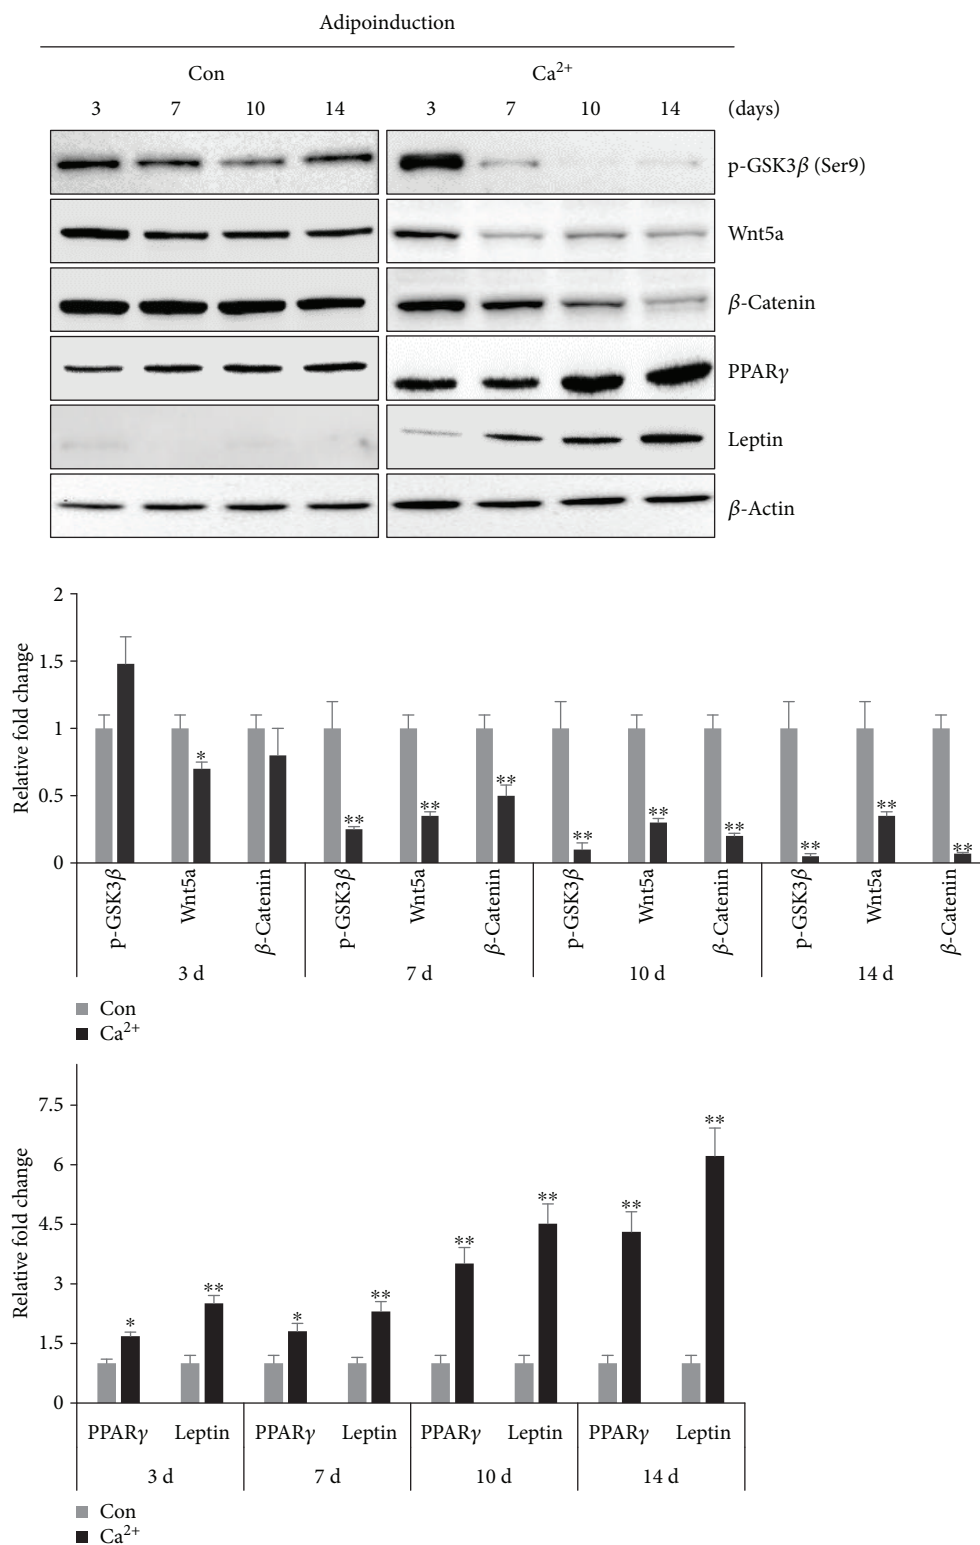 Adipoinduction
Con Ca²⁺
3 7 10 14 3 7 10 14 (days)
p-GSK3β (Ser9)
Wnt5a
β-Catenin
PPARγ
Leptin
β-Actin
Relative fold change
2
1.5
1
0.5
0
*
** ** **
** ** **
** ** **
p-GSK3β Wnt5a β-Catenin p-GSK3β Wnt5a β-Catenin p-GSK3β Wnt5a β-Catenin p-GSK3β Wnt5a β-Catenin
3 d 7 d 10 d 14 d
Con
Ca²⁺
Relative fold change
7.5
6
4.5
3
1.5
0
* ** * ** ** ** ** **
PPARγ Leptin PPARγ Leptin PPARγ Leptin PPARγ Leptin
3 d 7 d 10 d 14 d
Con
Ca²⁺